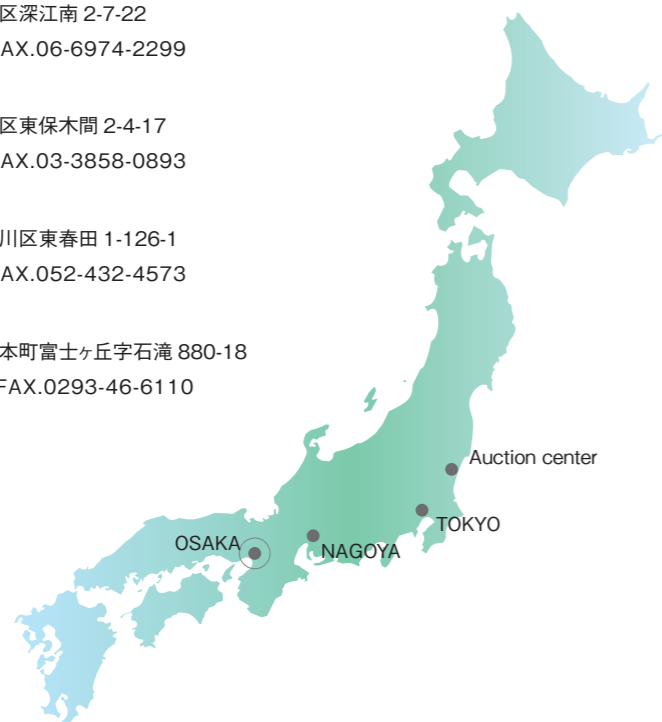 区深江南 2-7-22
AX.06-6974-2299
区東保木間 2-4-17
AX.03-3858-0893
川区東春田 1-126-1
AX.052-432-4573
本町富士ヶ丘字石滝 880-18
FAX.0293-46-6110
Auction center
TOKYO
OSAKA
NAGOYA